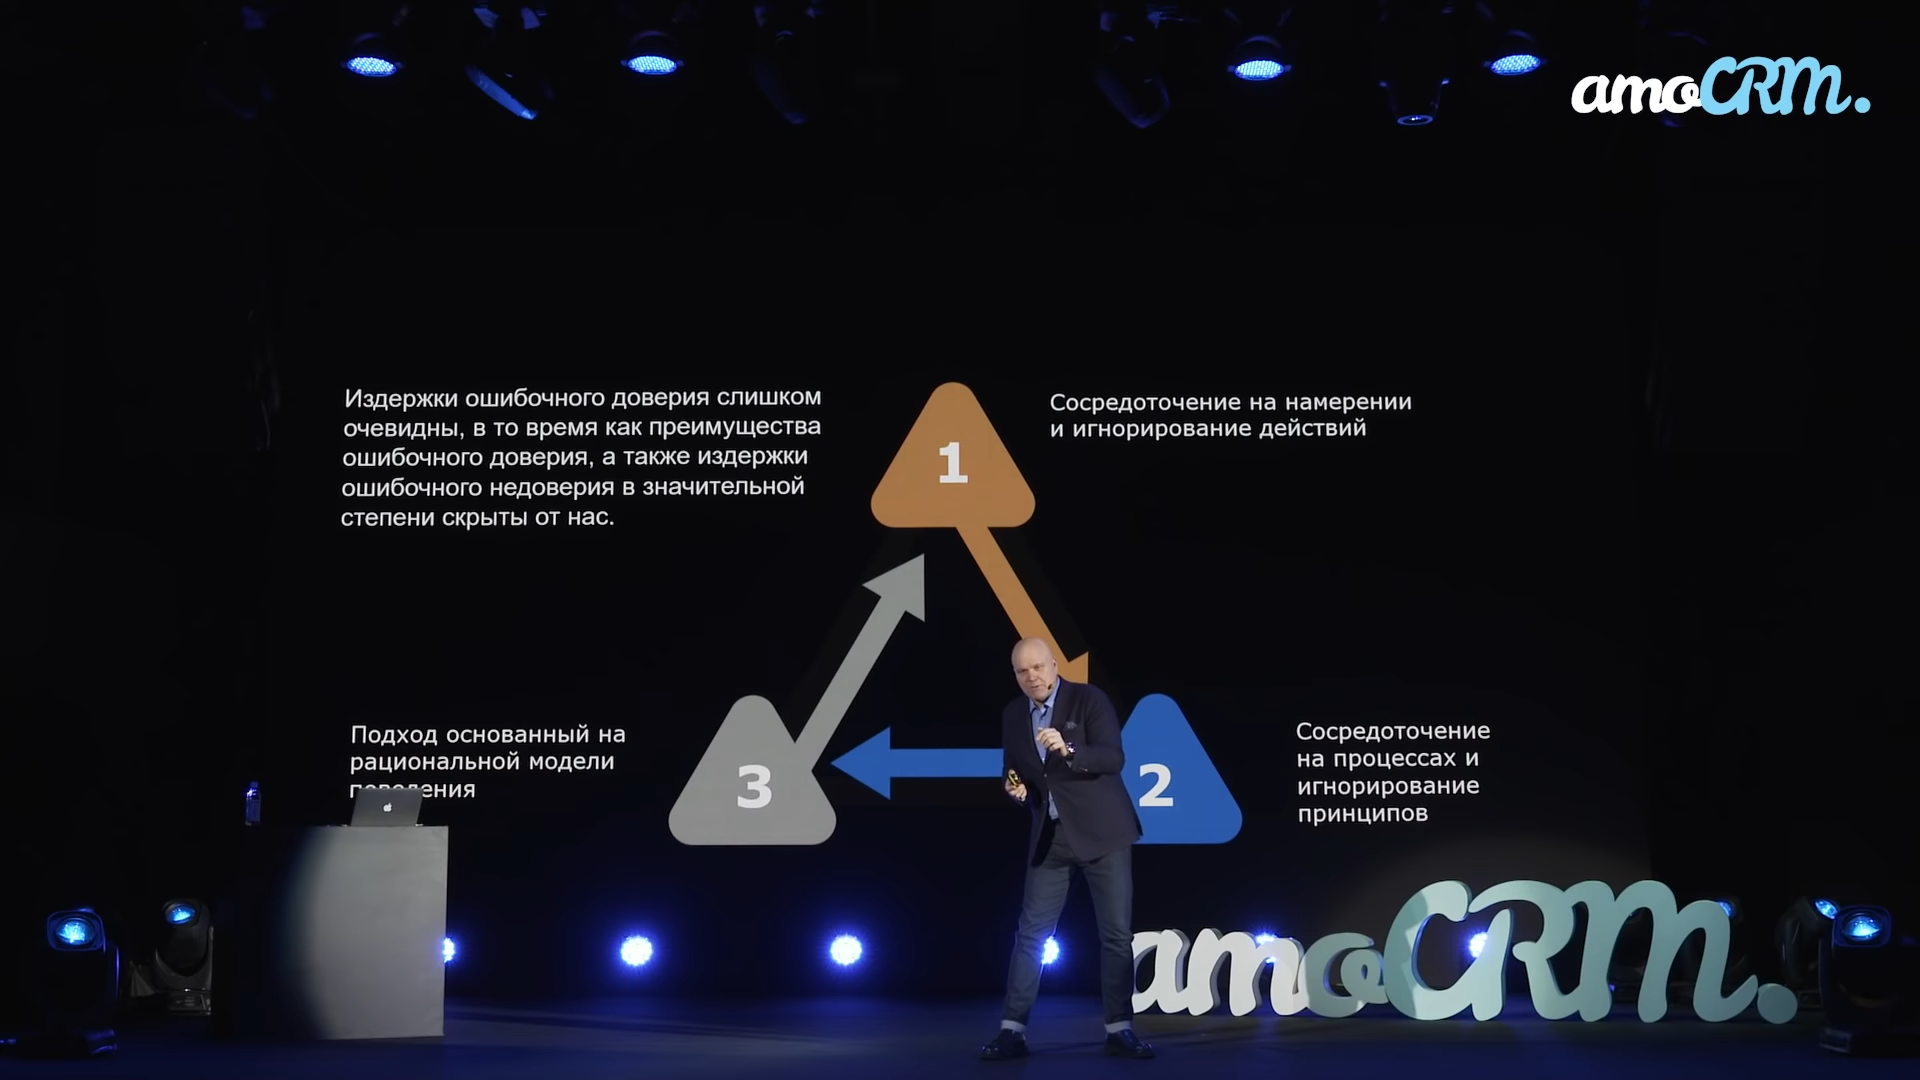 amoCRM.
Издержки ошибочного доверия слишком
очевидны, в то время как преимущества
ошибочного доверия, а также издержки
ошибочного недоверия в значительной
степени скрыты от нас.
1
Сосредоточение на намерении
и игнорирование действий
Подход основанный на
рациональной модели
поведения
3
2
Сосредоточение
на процессах и
игнорирование
принципов
amoCRM.